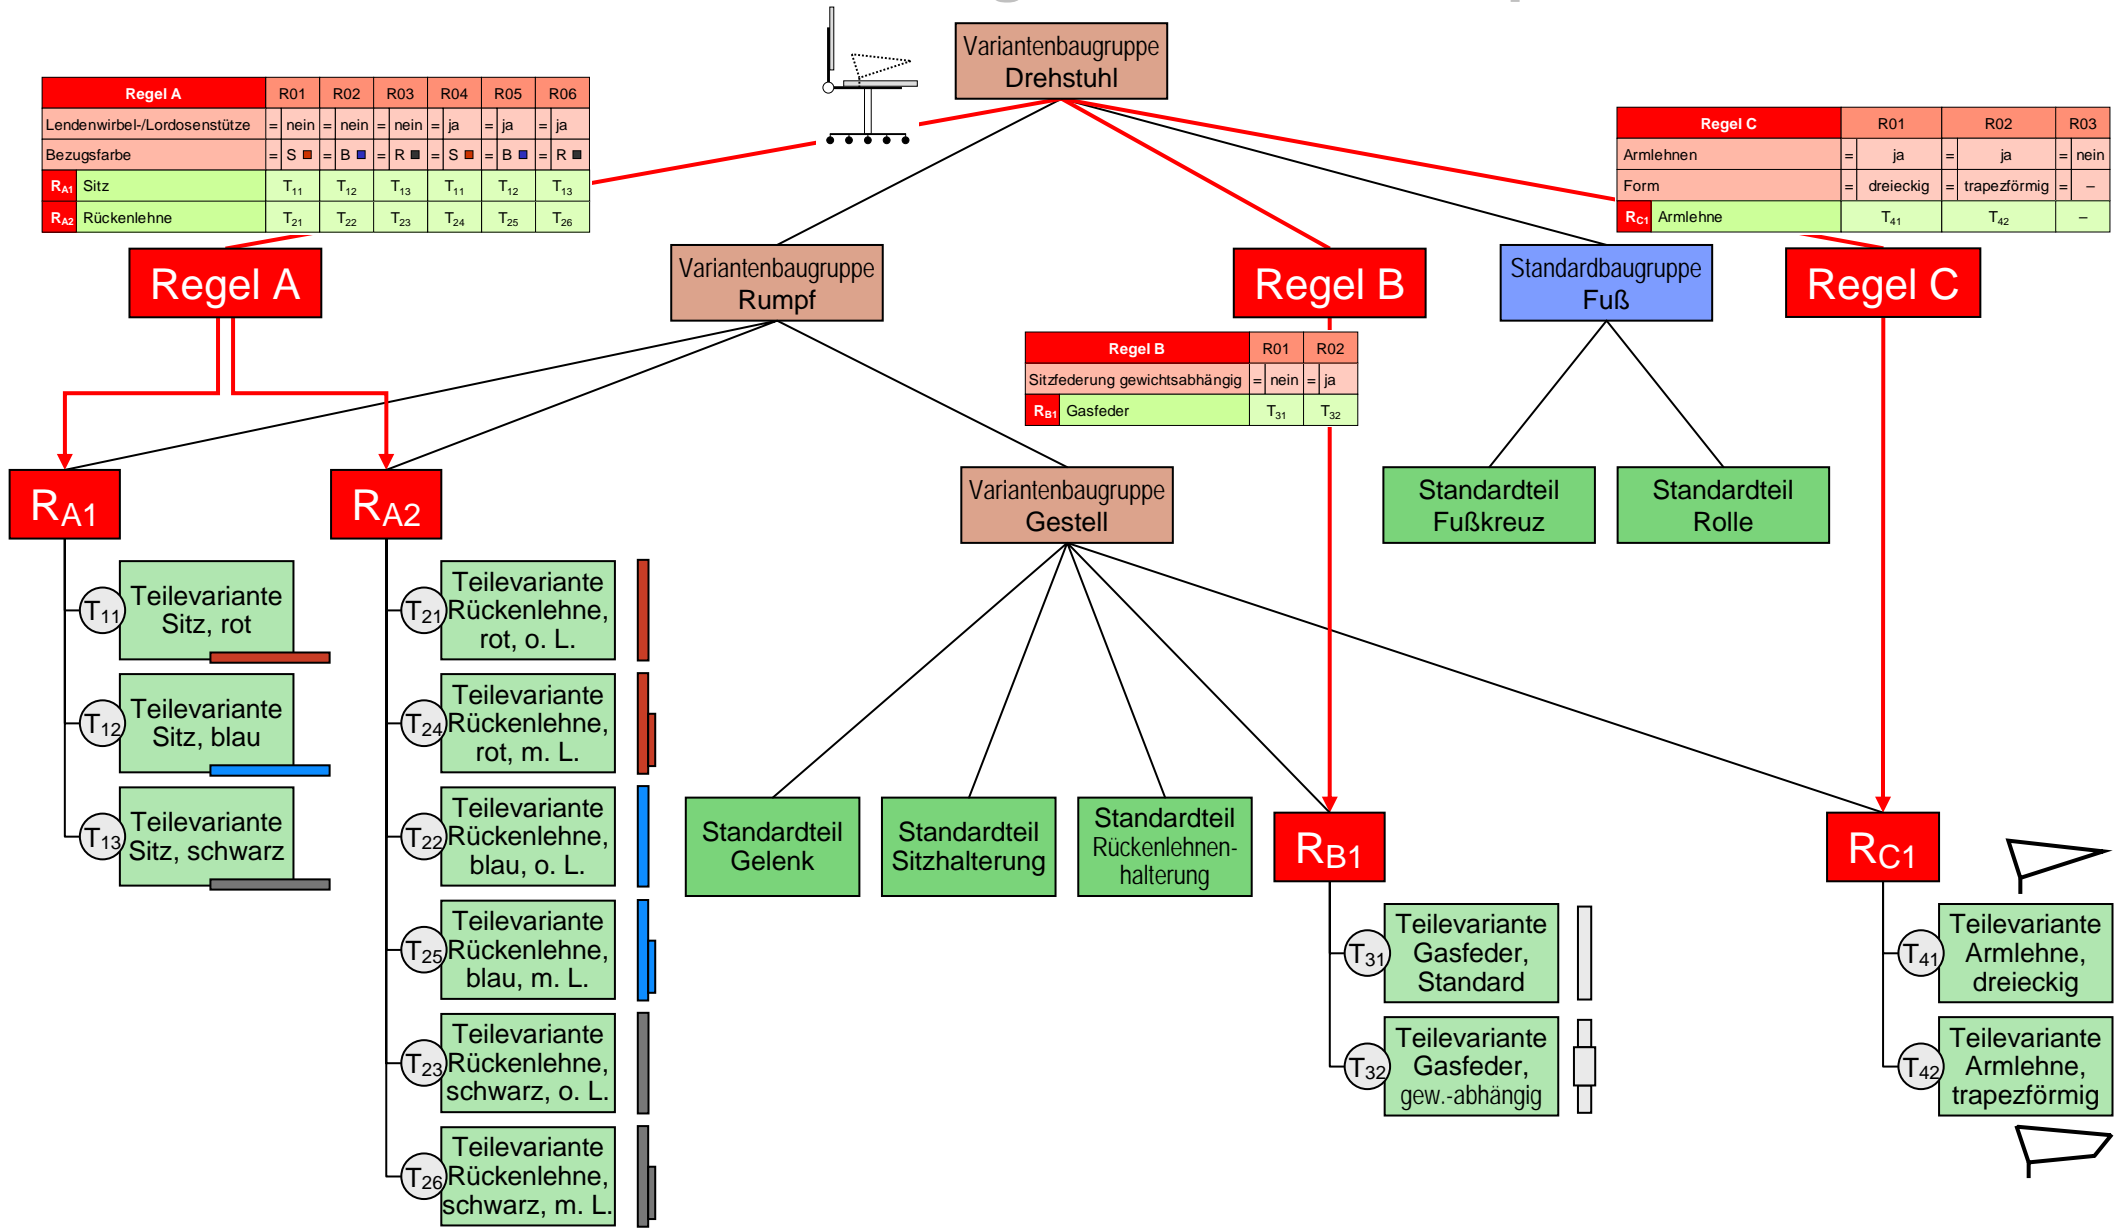 Variantenbaugruppe
Drehstuhl
Regel A R01 R02 R03 R04 R05 R06
Lendenwirbel-/Lordosenstütze = nein = nein = nein = ja = ja = ja
Bezugsfarbe = S = B = R = S = B = R
RA1 Sitz T11 T12 T13 T11 T12 T13
RA2 Rückenlehne T21 T22 T23 T24 T25 T26
Regel C R01 R02 R03
Armlehnen = ja = ja = nein
Form = dreieckig = trapezförmig = –
RC1 Armlehne T41 T42 –
Regel A
Variantenbaugruppe
Rumpf
Regel B
Standardbaugruppe
Fuß
Regel C
Regel B R01 R02
Sitzfederung gewichtsabhängig = nein = ja
RB1 Gasfeder T31 T32
RA1
RA2
Variantenbaugruppe
Gestell
Standardteil
Fußkreuz
Standardteil
Rolle
T11
Teilevariante
Sitz, rot
T12
Teilevariante
Sitz, blau
T13
Teilevariante
Sitz, schwarz
T21
Teilevariante
Rückenlehne,
rot, o. L.
T24
Teilevariante
Rückenlehne,
rot, m. L.
T22
Teilevariante
Rückenlehne,
blau, o. L.
T25
Teilevariante
Rückenlehne,
blau, m. L.
T23
Teilevariante
Rückenlehne,
schwarz, o. L.
T26
Teilevariante
Rückenlehne,
schwarz, m. L.
Standardteil
Gelenk
Standardteil
Sitzhalterung
Standardteil
Rückenlehnen-
halterung
RB1
RC1
T31
Teilevariante
Gasfeder,
Standard
T32
Teilevariante
Gasfeder,
gew.-abhängig
T41
Teilevariante
Armlehne,
dreieckig
T42
Teilevariante
Armlehne,
trapezförmig